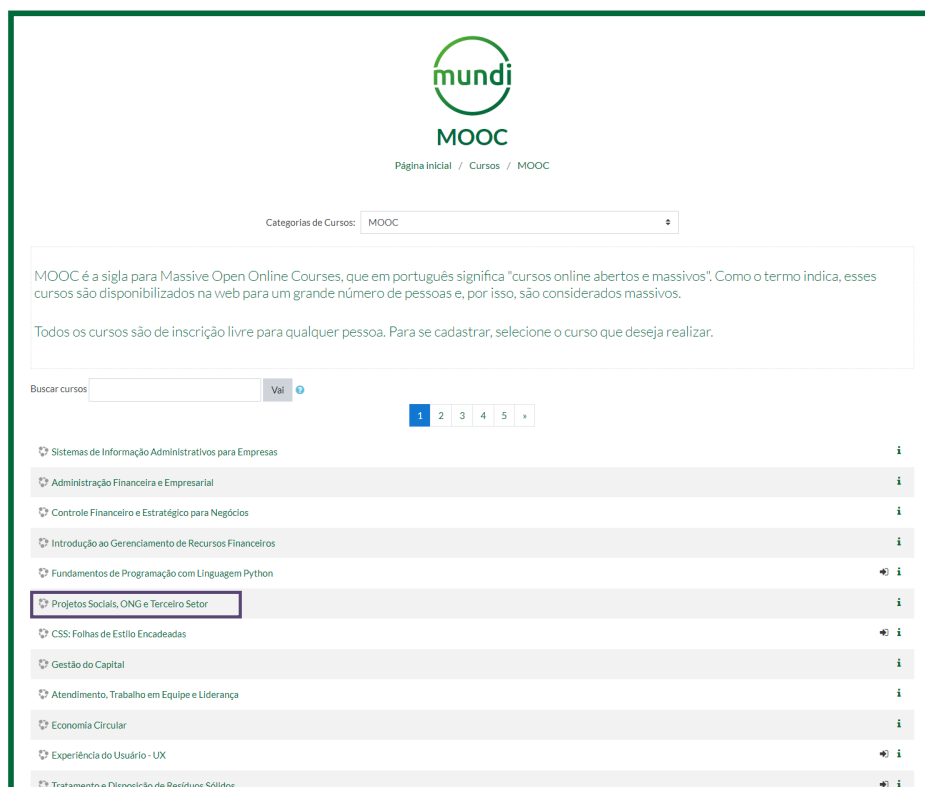 mundi
MOOC
Página inicial / Cursos / MOOC
Categorias de Cursos: MOOC
MOOC é a sigla para Massive Open Online Courses, que em português significa "cursos online abertos e massivos". Como o termo indica, esses
cursos são disponibilizados na web para um grande número de pessoas e, por isso, são considerados massivos.
Todos os cursos são de inscrição livre para qualquer pessoa. Para se cadastrar, selecione o curso que deseja realizar.
Buscar cursos Vai
1 2 3 4 5 »
Sistemas de Informação Administrativos para Empresas
Administração Financeira e Empresarial
Controle Financeiro e Estratégico para Negócios
Introdução ao Gerenciamento de Recursos Financeiros
Fundamentos de Programação com Linguagem Python
Projetos Sociais, ONG e Terceiro Setor
CSS: Folhas de Estilo Encadeadas
Gestão do Capital
Atendimento, Trabalho em Equipe e Liderança
Economia Circular
Experiência do Usuário - UX
Tratamento e Disposição de Resíduos Sólidos